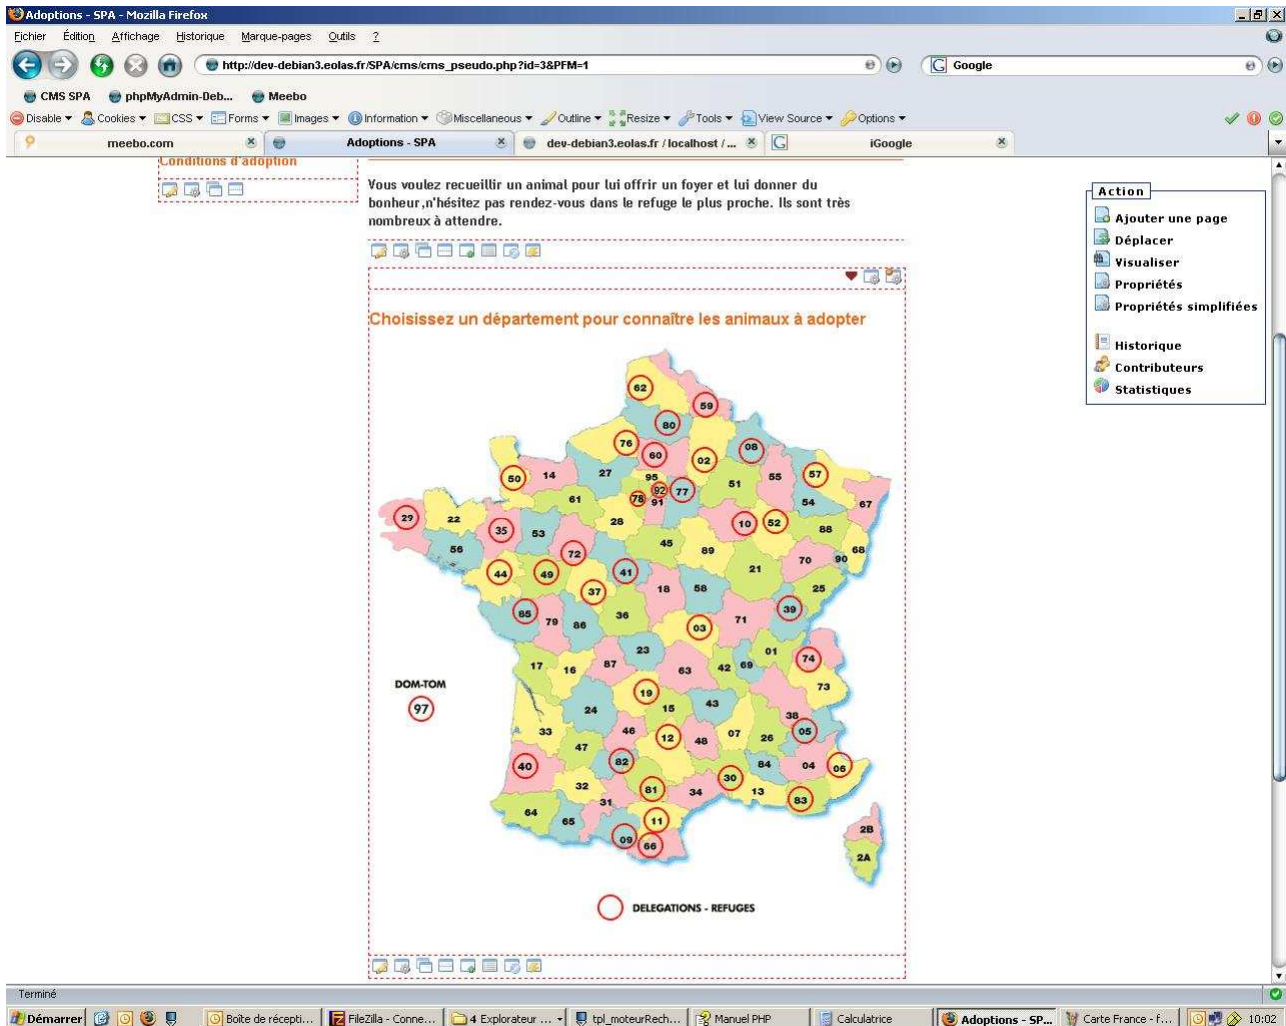 Adoptions - SPA - Mozilla Firefox
Fichier Édition Affichage Historique Marque-pages Outils ?
http://dev-debian3.eolas.fr/SPA/cms/cms_pseudo.php?id=3&PFM=1
Google
CMS SPA phpMyAdmin-Deb... Meebo
Disable Cookies CSS Forms Images Information Miscellaneous Outline Resize Tools View Source Options
meebo.com Adoptions - SPA dev-debian3.eolas.fr / localhost / ... iGoogle
Conditions d'adoption
Vous voulez recueillir un animal pour lui offrir un foyer et lui donner du
bonheur ,n'hésitez pas rendez-vous dans le refuge le plus proche. Ils sont très
nombreux à attendre.
Action
Ajouter une page
Déplacer
Visualiser
Propriétés
Propriétés simplifiées
Historique
Contributeurs
Statistiques
Choisissez un département pour connaître les animaux à adopter
62
59
80
76 60 02 08
50 14 27 95 92 77 51 55 57
61 78 91 54 67
29 22 35 53 28 10 52 88
56 72 45 89 68
44 49 41 21 70 90
37 18 58 25
85 79 86 36 03 71 39
17 16 87 23 63 42 69 01 74
DOM-TOM
97
19 73
24 15 43 38
33 46 12 48 07 26 05
47 82 84 04 06
40 32 81 30 13 83
31 34
64 65 11
09 66
2B
2A
DELEGATIONS - REFUGES
Terminé
Démarrer Boîte de récepti... FileZilla - Conne... 4 Explorateur ... tpl_moteurRech... Manuel PHP Calculatrice Adoptions - SP... Carte France - f... 10:02